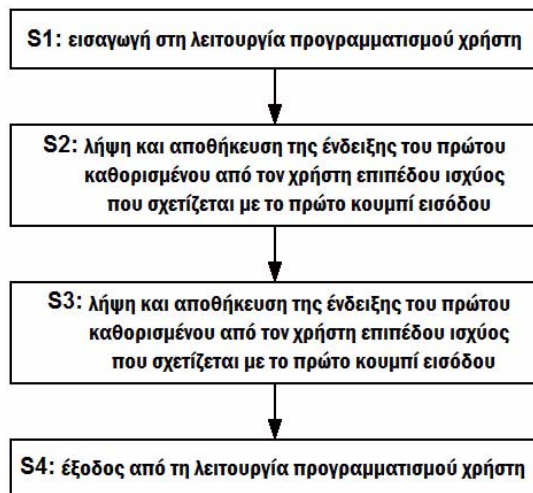 S1: εισαγωγή στη λειτουργία προγραμματισμού χρήστη
S2: λήψη και αποθήκευση της ένδειξης του πρώτου
καθορισμένου από τον χρήστη επιπέδου ισχύος
που σχετίζεται με το πρώτο κουμπί εισόδου
S3: λήψη και αποθήκευση της ένδειξης του πρώτου
καθορισμένου από τον χρήστη επιπέδου ισχύος
που σχετίζεται με το πρώτο κουμπί εισόδου
S4: έξοδος από τη λειτουργία προγραμματισμού χρήστη